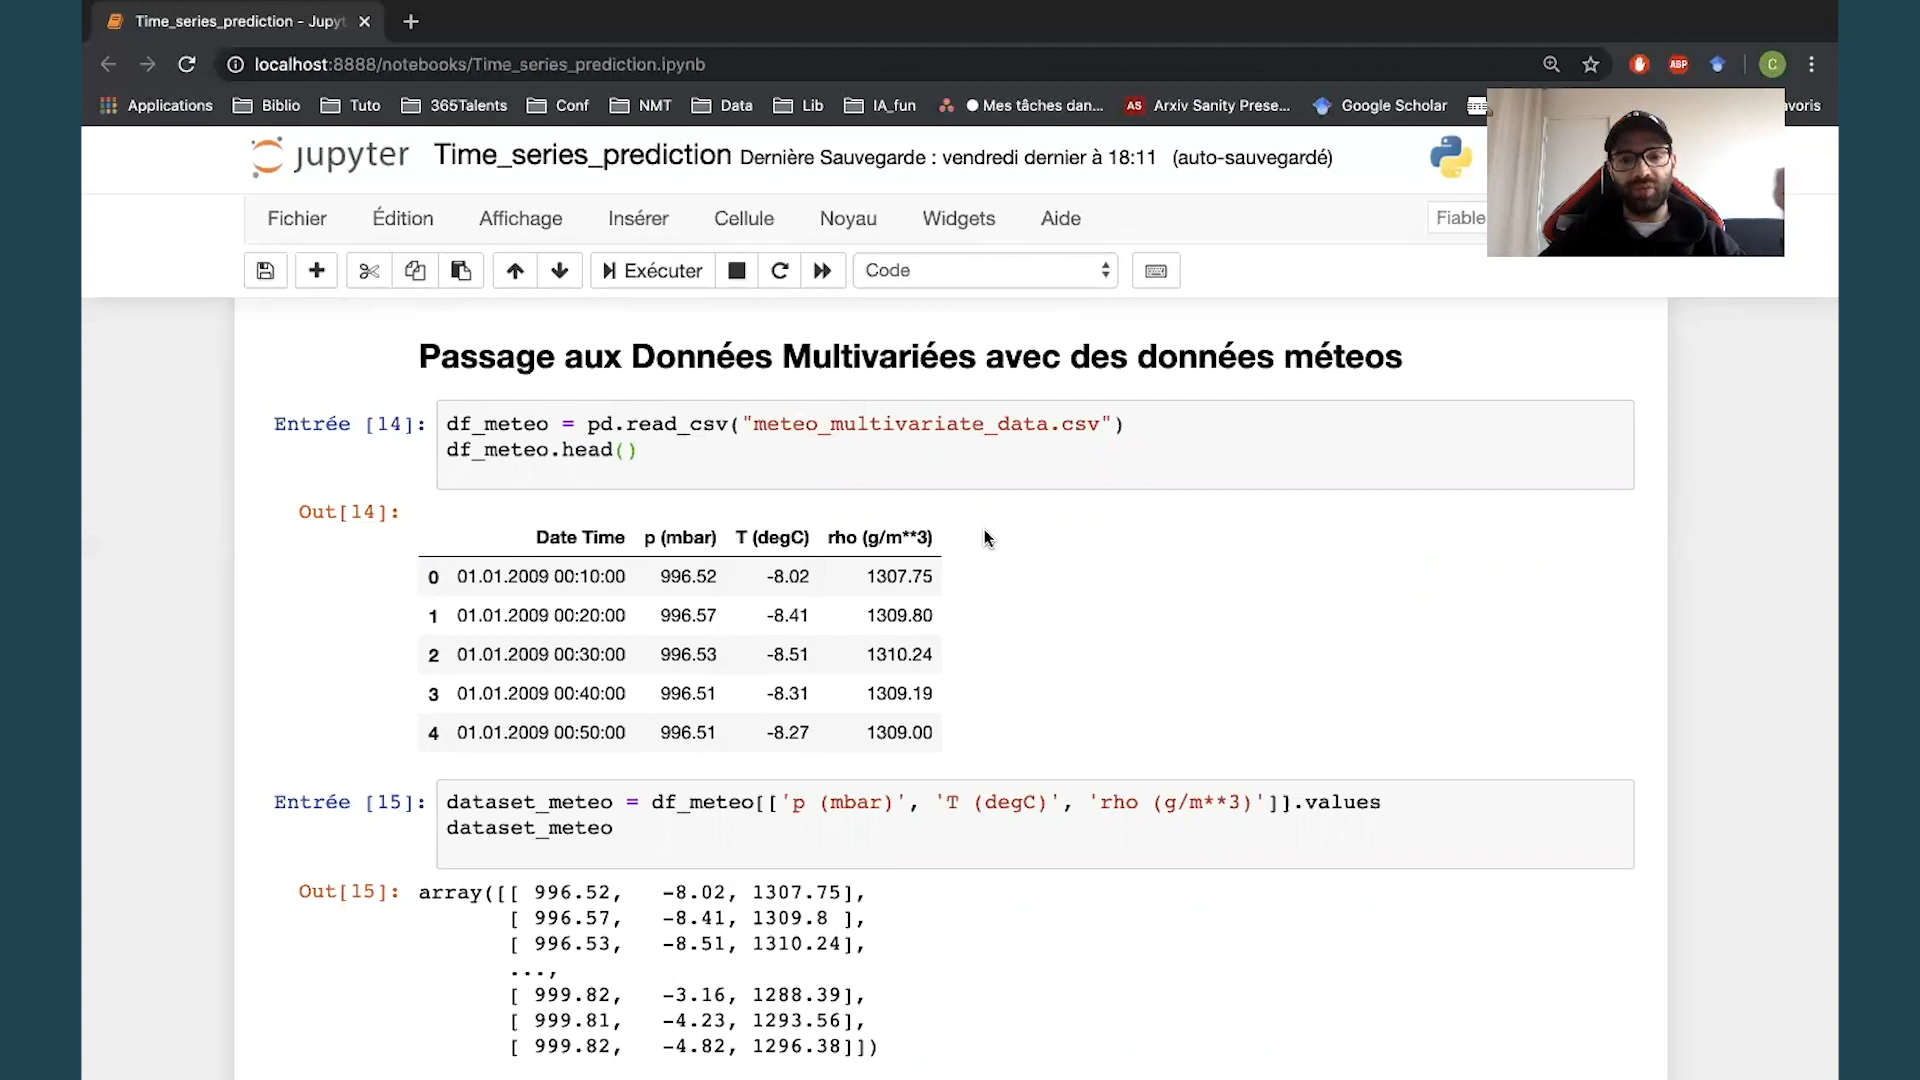 Time_series_prediction - Jupyt
localhost:8888/notebooks/Time_series_prediction.ipynb
ABP
C
Applications Biblio Tuto 365Talents Conf NMT Data Lib IA_fun Mes tâches dan... AS Arxiv Sanity Prese... Google Scholar avoris
jupyter Time_series_prediction Dernière Sauvegarde : vendredi dernier à 18:11 (auto-sauvegardé)
Fichier Édition Affichage Insérer Cellule Noyau Widgets Aide Fiable
Exécuter Code
Passage aux Données Multivariées avec des données méteos
Entrée [14]: df_meteo = pd.read_csv("meteo_multivariate_data.csv")
df_meteo.head()
Out[14]:
Date Time p (mbar) T (degC) rho (g/m**3)
0 01.01.2009 00:10:00 996.52 -8.02 1307.75
1 01.01.2009 00:20:00 996.57 -8.41 1309.80
2 01.01.2009 00:30:00 996.53 -8.51 1310.24
3 01.01.2009 00:40:00 996.51 -8.31 1309.19
4 01.01.2009 00:50:00 996.51 -8.27 1309.00
Entrée [15]: dataset_meteo = df_meteo[['p (mbar)', 'T (degC)', 'rho (g/m**3)']].values
dataset_meteo
Out[15]: array([[ 996.52, -8.02, 1307.75],
[ 996.57, -8.41, 1309.8 ],
[ 996.53, -8.51, 1310.24],
...,
[ 999.82, -3.16, 1288.39],
[ 999.81, -4.23, 1293.56],
[ 999.82, -4.82, 1296.38]])